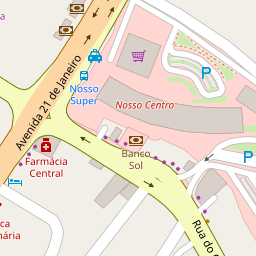 Avenida 21 de Janeiro
Nosso
Super
Nosso Centro
P
Farmácia
Central
Banco
Sol
P
Rua do